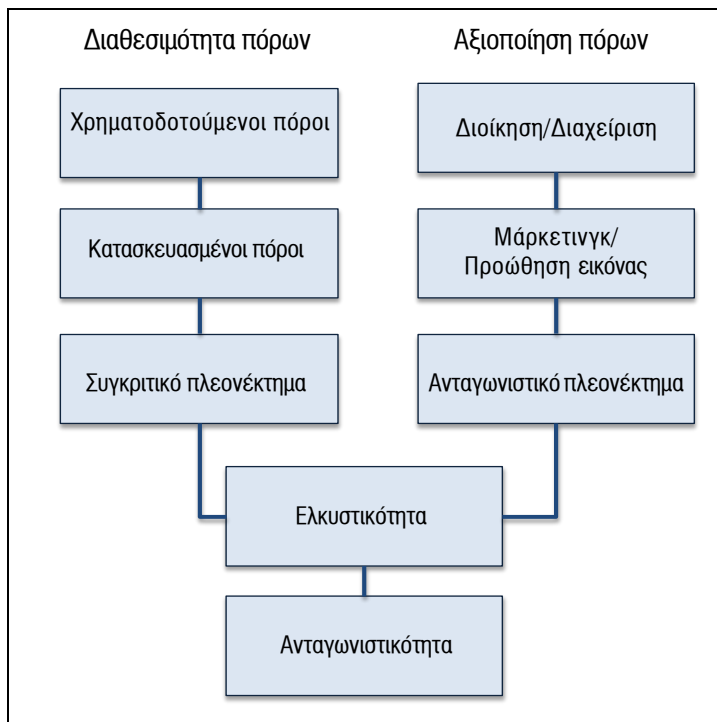 Διαθεσιμότητα πόρων
Αξιοποίηση πόρων
Χρηματοδοτούμενοι πόροι
Διοίκηση/Διαχείριση
Κατασκευασμένοι πόροι
Μάρκετινγκ/
Προώθηση εικόνας
Συγκριτικό πλεονέκτημα
Ανταγωνιστικό πλεονέκτημα
Ελκυστικότητα
Ανταγωνιστικότητα